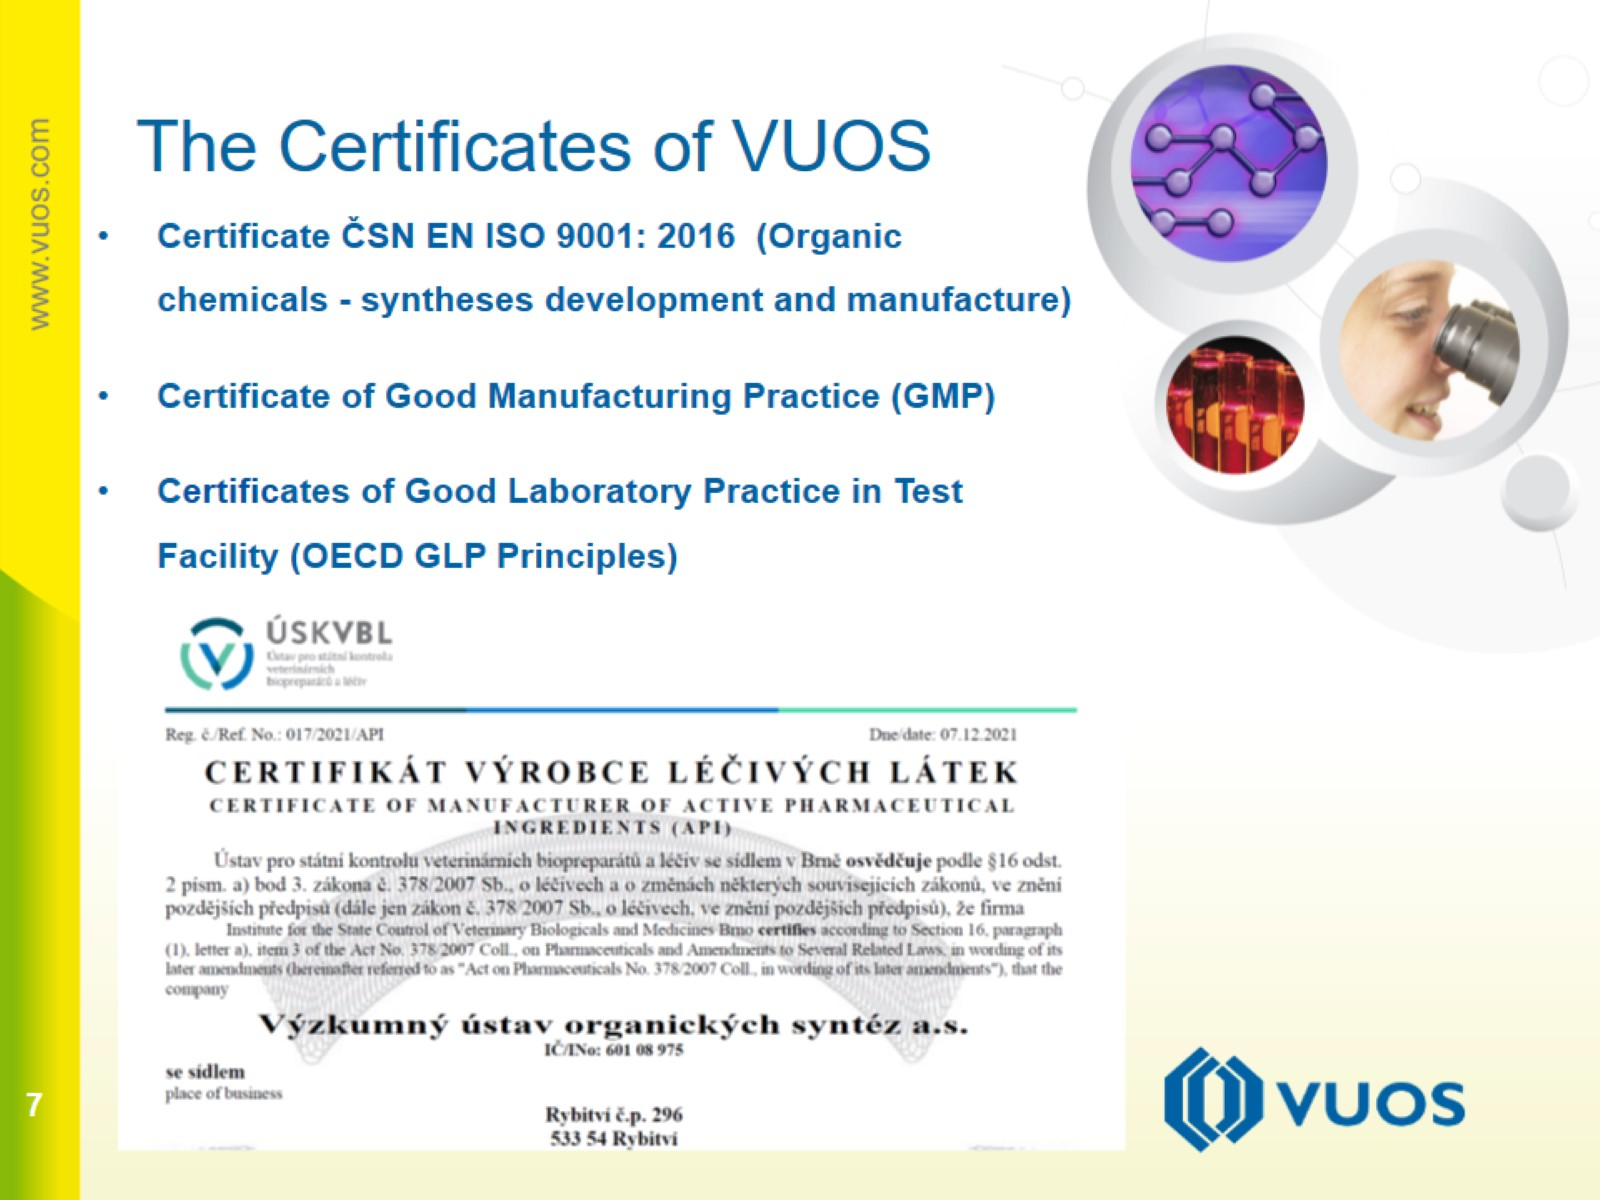 www.vuos.com
The Certificates of VUOS
• Certificate ČSN EN ISO 9001: 2016 (Organic
chemicals - syntheses development and manufacture)
• Certificate of Good Manufacturing Practice (GMP)
• Certificates of Good Laboratory Practice in Test
Facility (OECD GLP Principles)
ÚSKVBL
Ústav pro státní kontrolu
veterinárních
biopreparátů a léčiv
Reg. č./Ref. No.: 017/2021/API Dne/date: 07.12.2021
CERTIFIKÁT VÝROBCE LÉČIVÝCH LÁTEK
CERTIFICATE OF MANUFACTURER OF ACTIVE PHARMACEUTICAL
INGREDIENTS (API)
Ústav pro státní kontrolu veterinárních biopreparátů a léčiv se sídlem v Brně osvědčuje podle §16 odst.
2 písm. a) bod 3. zákona č. 378/2007 Sb., o léčivech a o změnách některých souvisejících zákonů, ve znění
pozdějších předpisů (dále jen zákon č. 378/2007 Sb., o léčivech, ve znění pozdějších předpisů), že firma
Institute for the State Control of Veterinary Biologicals and Medicines Brno certifies according to Section 16, paragraph
(1), letter a), item 3 of the Act No. 378/2007 Coll., on Pharmaceuticals and Amendments to Several Related Laws, in wording of its
later amendments (hereinafter referred to as "Act on Pharmaceuticals No. 378/2007 Coll., in wording of its later amendments"), that the
company
Výzkumný ústav organických syntéz a.s.
IČ/INo: 601 08 975
se sídlem
place of business
Rybitví č.p. 296
533 54 Rybitví
7
VUOS